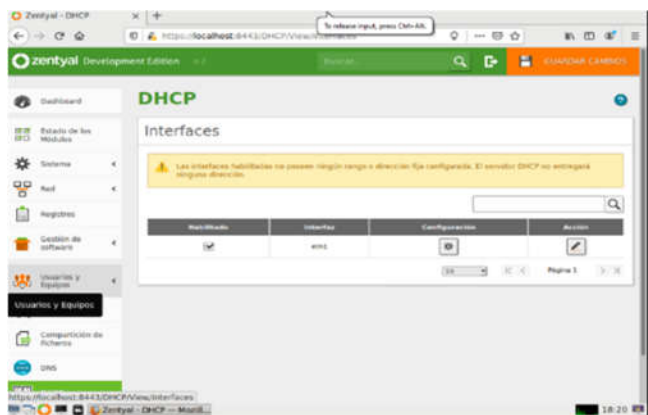 Zentyal - DHCP
To release input, press Ctrl+Alt.
https://localhost:8443/DHCP/View/Interfaces
zentyal Development Edition
Buscar...
GUARDAR CAMBIOS
Dashboard
DHCP
Estado de los Módulos
Interfaces
Sistema
Las interfaces habilitadas no poseen ningún rango o dirección fija configurada. El servidor DHCP no entregará
ninguna dirección.
Red
Registros
Habilitado Interfaz Configuración Acción
Gestión de software
10
Página 1
Usuarios y Equipos
Usuarios y Equipos
Compartición de Ficheros
DNS
https://localhost:8443/DHCP/View/Interfaces
Zentyal - DHCP — Mozill...
18:20